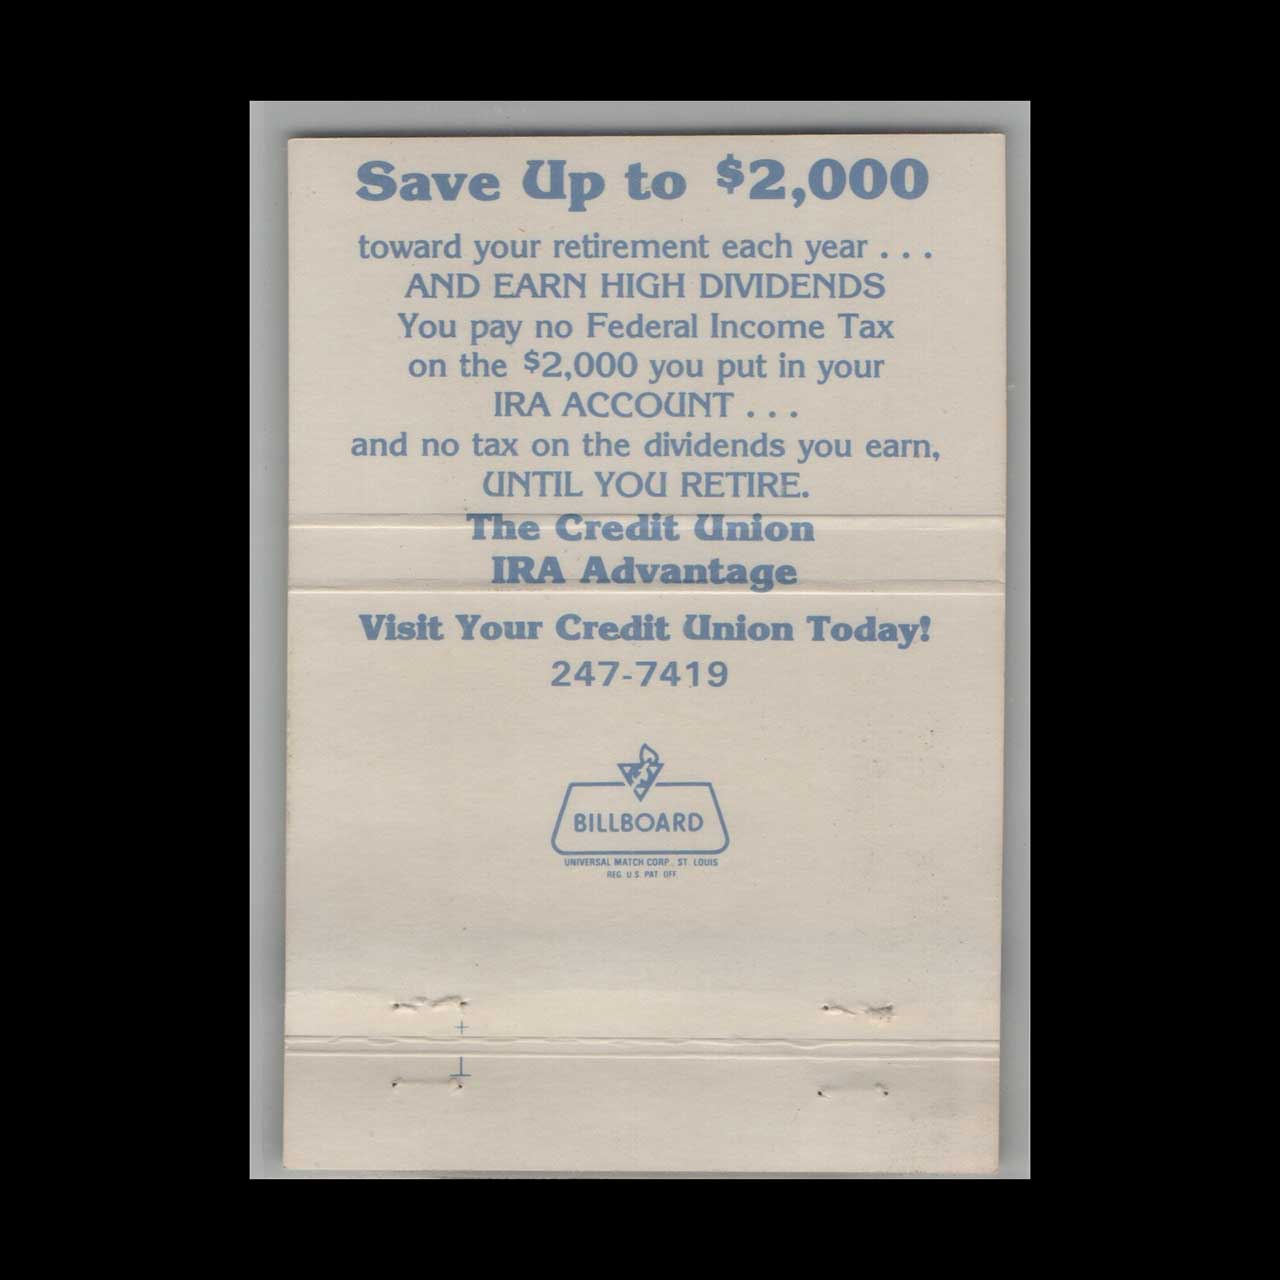 Save Up to $2,000
toward your retirement each year . . .
AND EARN HIGH DIVIDENDS
You pay no Federal Income Tax
on the $2,000 you put in your
IRA ACCOUNT . . .
and no tax on the dividends you earn,
UNTIL YOU RETIRE.
The Credit Union
IRA Advantage
Visit Your Credit Union Today!
247-7419
BILLBOARD
UNIVERSAL MATCH CORP., ST. LOUIS
REG. U.S. PAT. OFF.